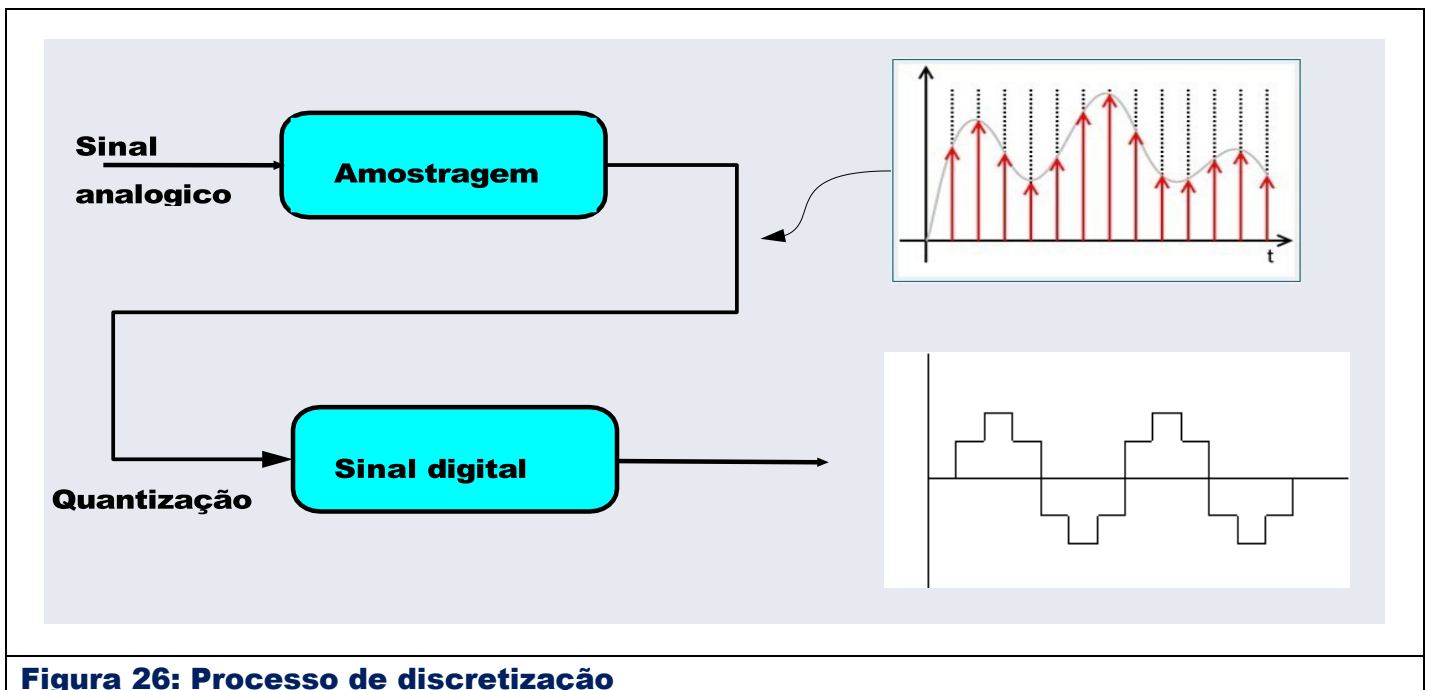 Sinal
analogico
Amostragem
t
Quantização
Sinal digital
Figura 26: Processo de discretização